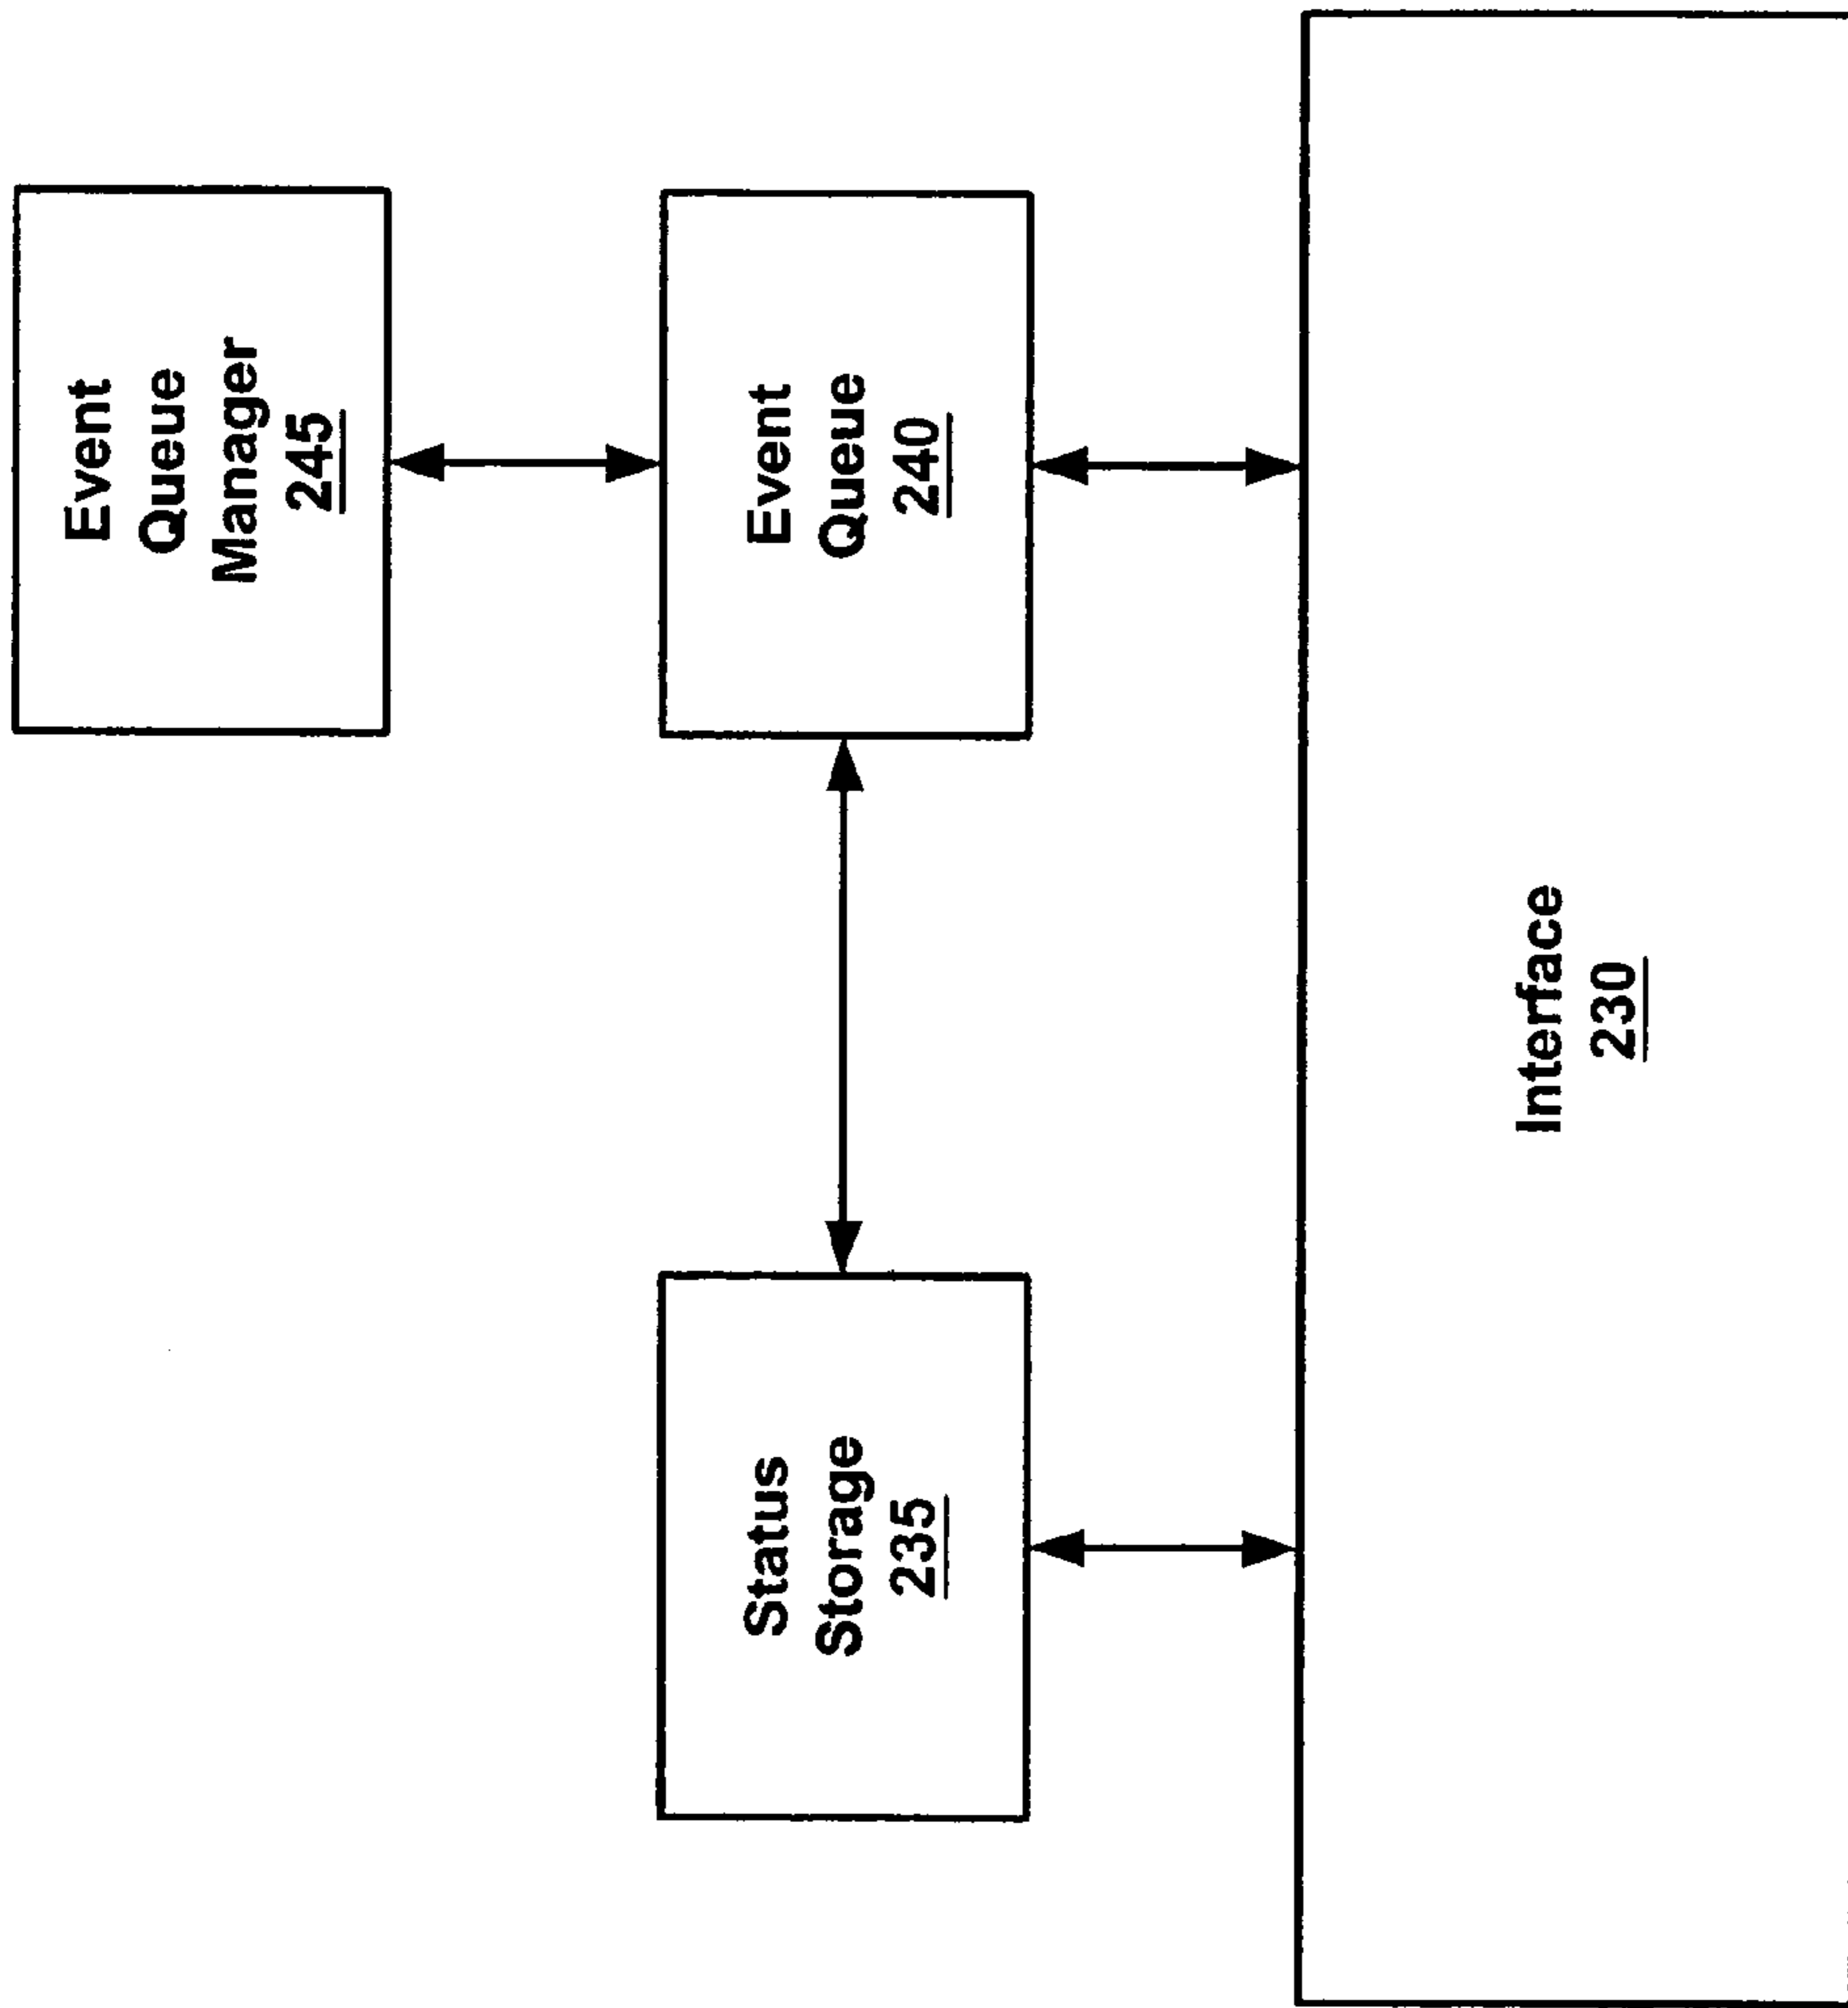 Event
Queue
Manager
245
Event
Queue
240
Status
Storage
235
Interface
230